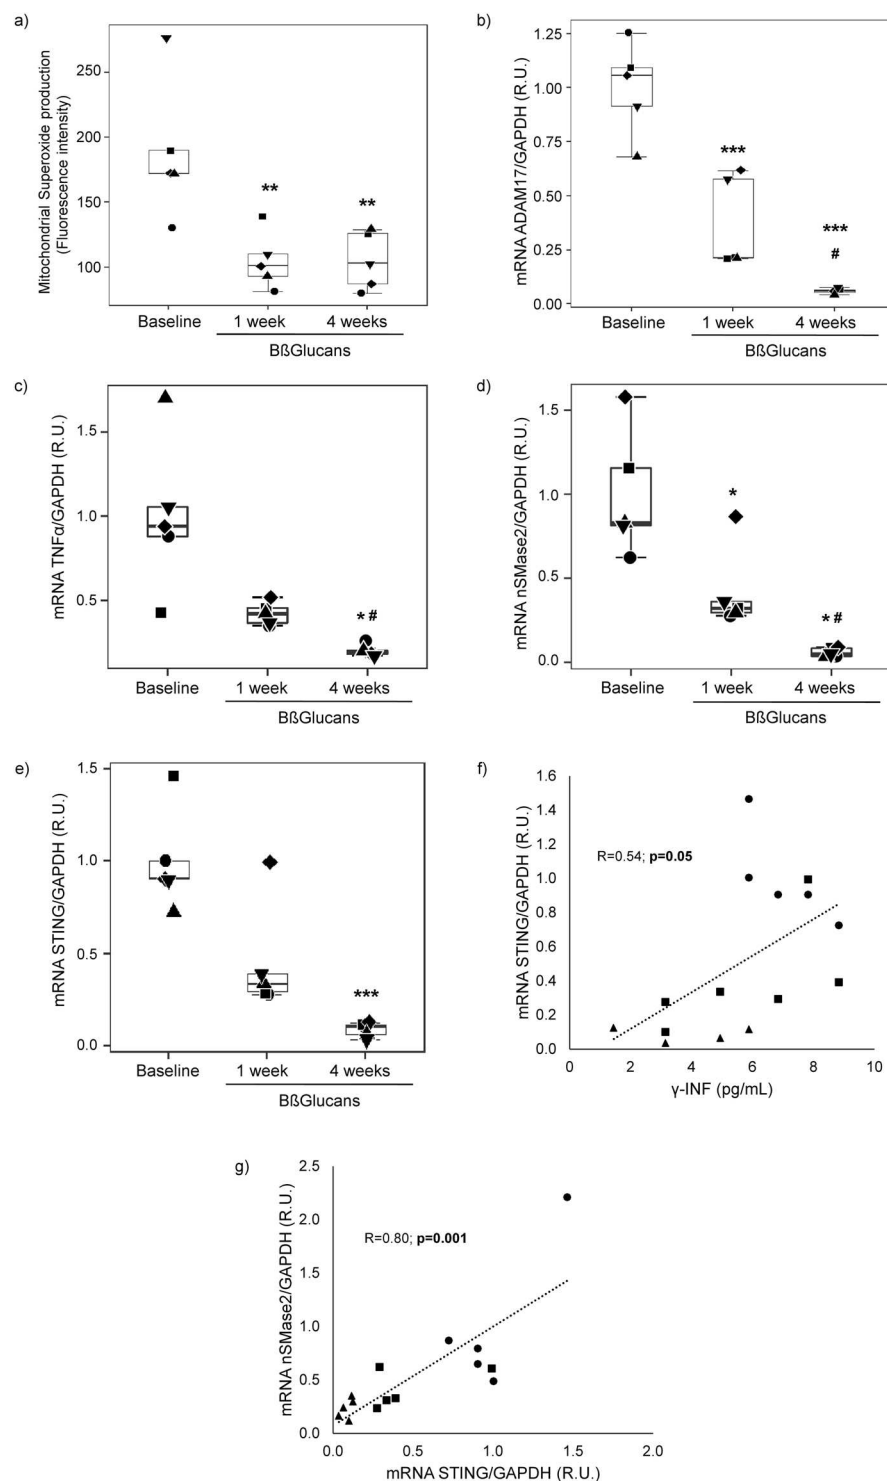 a)
Mitochondrial Superoxide production
(Fluorescence intensity)
250
200
150
100
**
**
Baseline
1 week
4 weeks
BßGlucans
b)
mRNA ADAM17/GAPDH (R.U.)
1.25
1.00
0.75
0.50
0.25
0.00
***
***
#
Baseline
1 week
4 weeks
BßGlucans
c)
mRNA TNFα/GAPDH (R.U.)
1.5
1.0
0.5
* #
Baseline
1 week
4 weeks
BßGlucans
d)
mRNA nSMase2/GAPDH (R.U.)
1.5
1.0
0.5
0.0
*
* #
Baseline
1 week
4 weeks
BßGlucans
e)
mRNA STING/GAPDH (R.U.)
1.5
1.0
0.5
0.0
***
Baseline
1 week
4 weeks
BßGlucans
f)
mRNA STING/GAPDH (R.U.)
1.6
1.4
1.2
1.0
0.8
0.6
0.4
0.2
0.0
R=0.54; p=0.05
0
2
4
6
8
10
γ-INF (pg/mL)
g)
mRNA nSMase2/GAPDH (R.U.)
2.5
2.0
1.5
1.0
0.5
0.0
R=0.80; p=0.001
0.0
0.5
1.0
1.5
2.0
mRNA STING/GAPDH (R.U.)